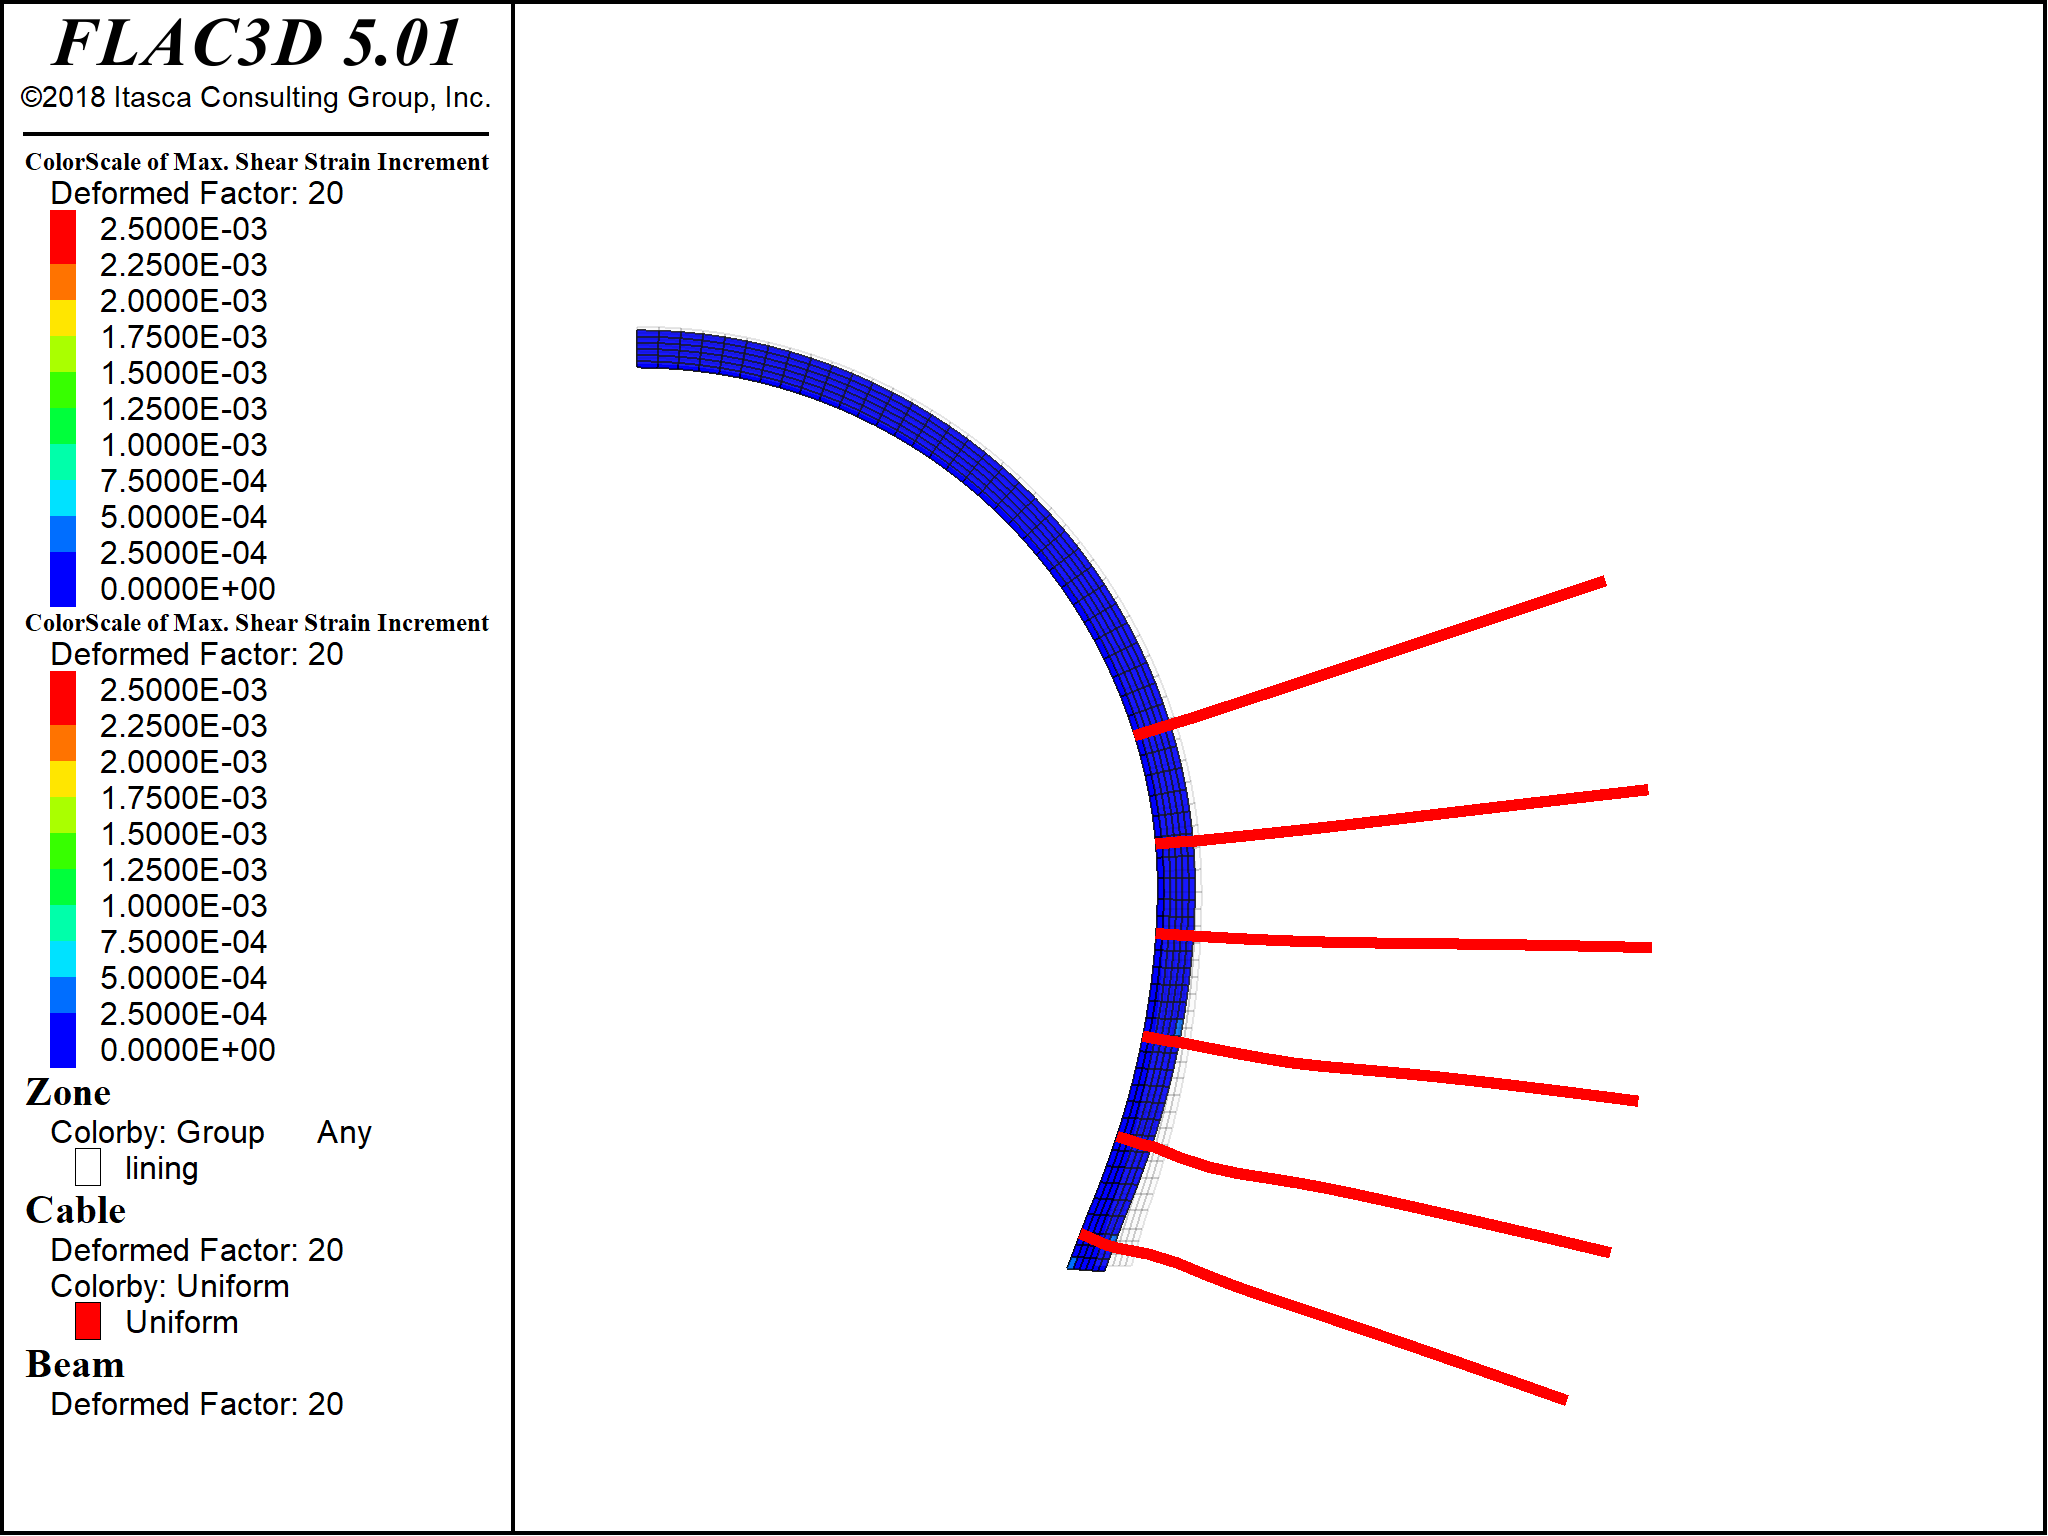 FLAC3D 5.01
©2018 Itasca Consulting Group, Inc.
ColorScale of Max. Shear Strain Increment
Deformed Factor: 20
2.5000E-03
2.2500E-03
2.0000E-03
1.7500E-03
1.5000E-03
1.2500E-03
1.0000E-03
7.5000E-04
5.0000E-04
2.5000E-04
0.0000E+00
ColorScale of Max. Shear Strain Increment
Deformed Factor: 20
2.5000E-03
2.2500E-03
2.0000E-03
1.7500E-03
1.5000E-03
1.2500E-03
1.0000E-03
7.5000E-04
5.0000E-04
2.5000E-04
0.0000E+00
Zone
Colorby: Group Any
lining
Cable
Deformed Factor: 20
Colorby: Uniform
Uniform
Beam
Deformed Factor: 20